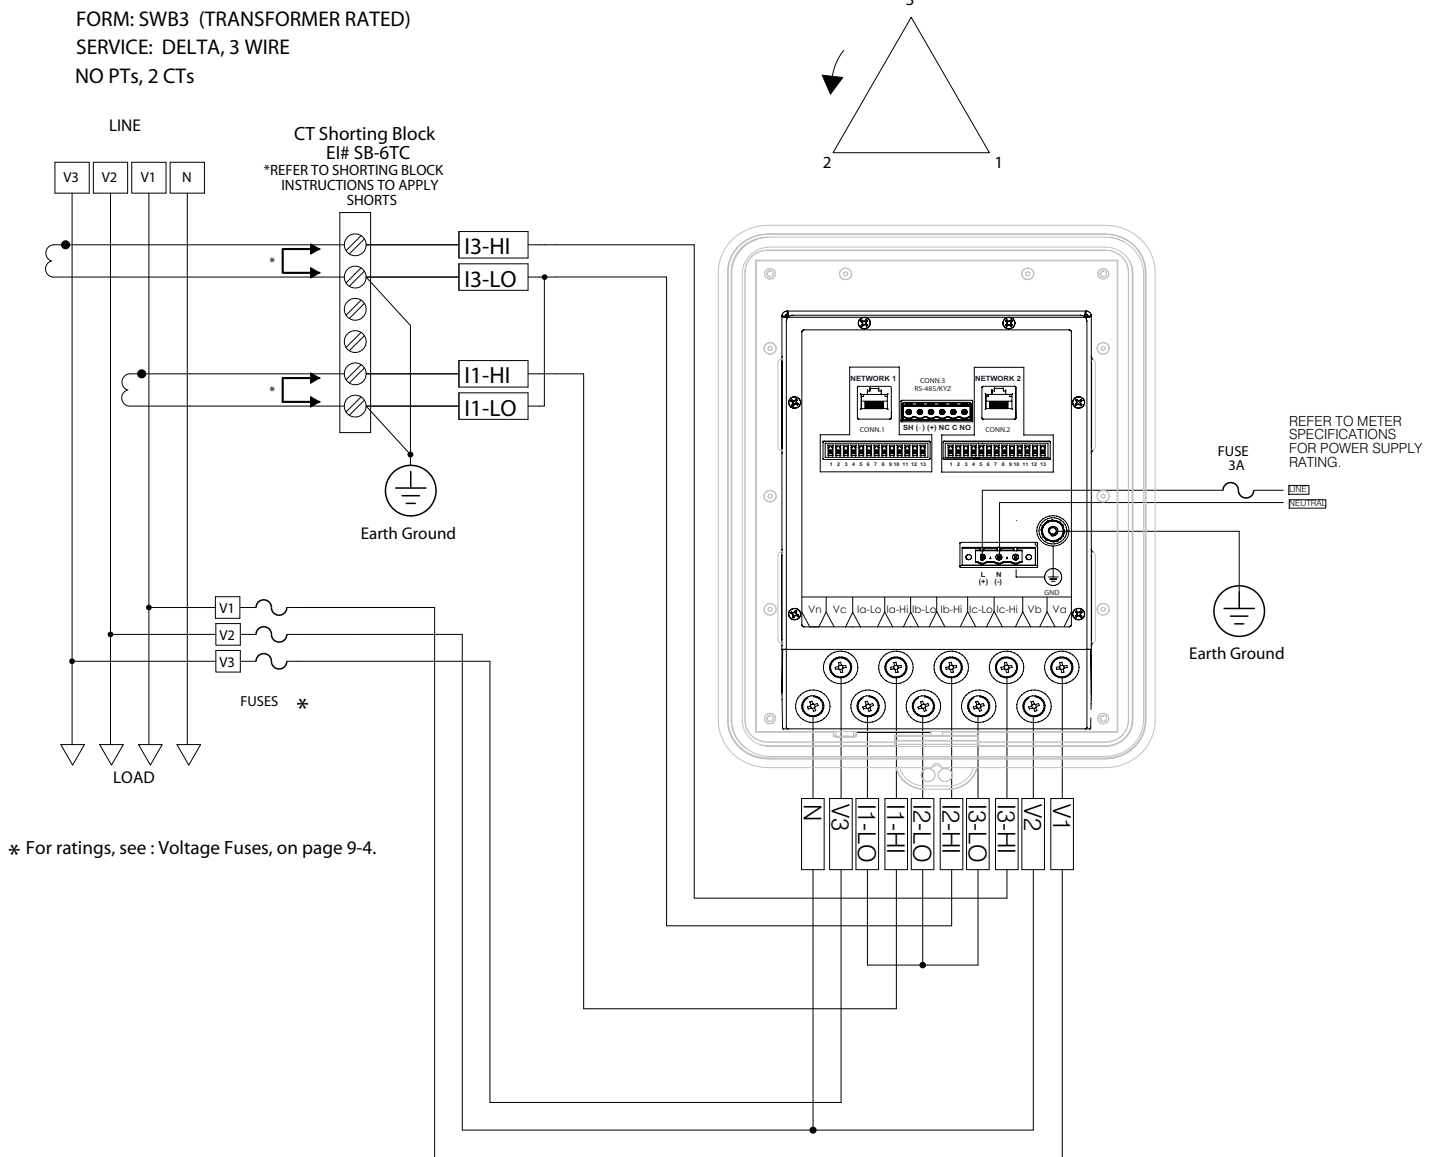 FORM: SWB3 (TRANSFORMER RATED)
SERVICE: DELTA, 3 WIRE
NO PTs, 2 CTs
3
2
1
LINE
V3 V2 V1 N
CT Shorting Block
EI# SB-6TC
*REFER TO SHORTING BLOCK
INSTRUCTIONS TO APPLY
SHORTS
*
*
I3-HI
I3-LO
I1-HI
I1-LO
Earth Ground
NETWORK 1
CONN.3
RS-485/KYZ
NETWORK 2
SH (-) (+) NC C NO
CONN.1
CONN.2
1 2 3 4 5 6 7 8 9 10 11 12 13
1 2 3 4 5 6 7 8 9 10 11 12 13
FUSE
3A
REFER TO METER
SPECIFICATIONS
FOR POWER SUPPLY
RATING.
LINE
NEUTRAL
L
(+)
N
(-)
GND
Earth Ground
Vn Vc Ia-Lo Ia-Hi Ib-Lo Ib-Hi Ic-Lo Ic-Hi Vb Va
V1
V2
V3
FUSES *
LOAD
N V3 I1-LO I1-HI I2-LO I2-HI I3-LO I3-HI V2 V1
* For ratings, see : Voltage Fuses, on page 9-4.